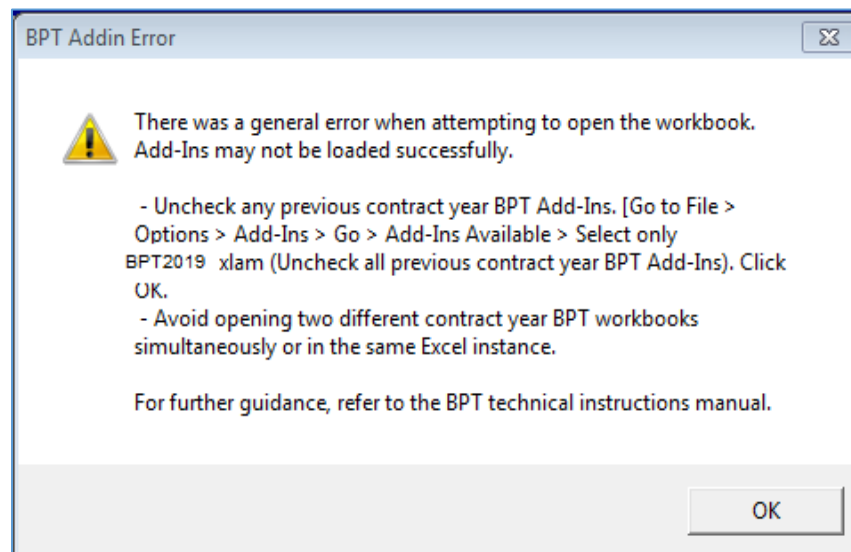 BPT Addin Error
There was a general error when attempting to open the workbook.
Add-Ins may not be loaded successfully.
- Uncheck any previous contract year BPT Add-Ins. [Go to File >
Options > Add-Ins > Go > Add-Ins Available > Select only
BPT2019 xlam (Uncheck all previous contract year BPT Add-Ins). Click
OK.
- Avoid opening two different contract year BPT workbooks
simultaneously or in the same Excel instance.
For further guidance, refer to the BPT technical instructions manual.
OK